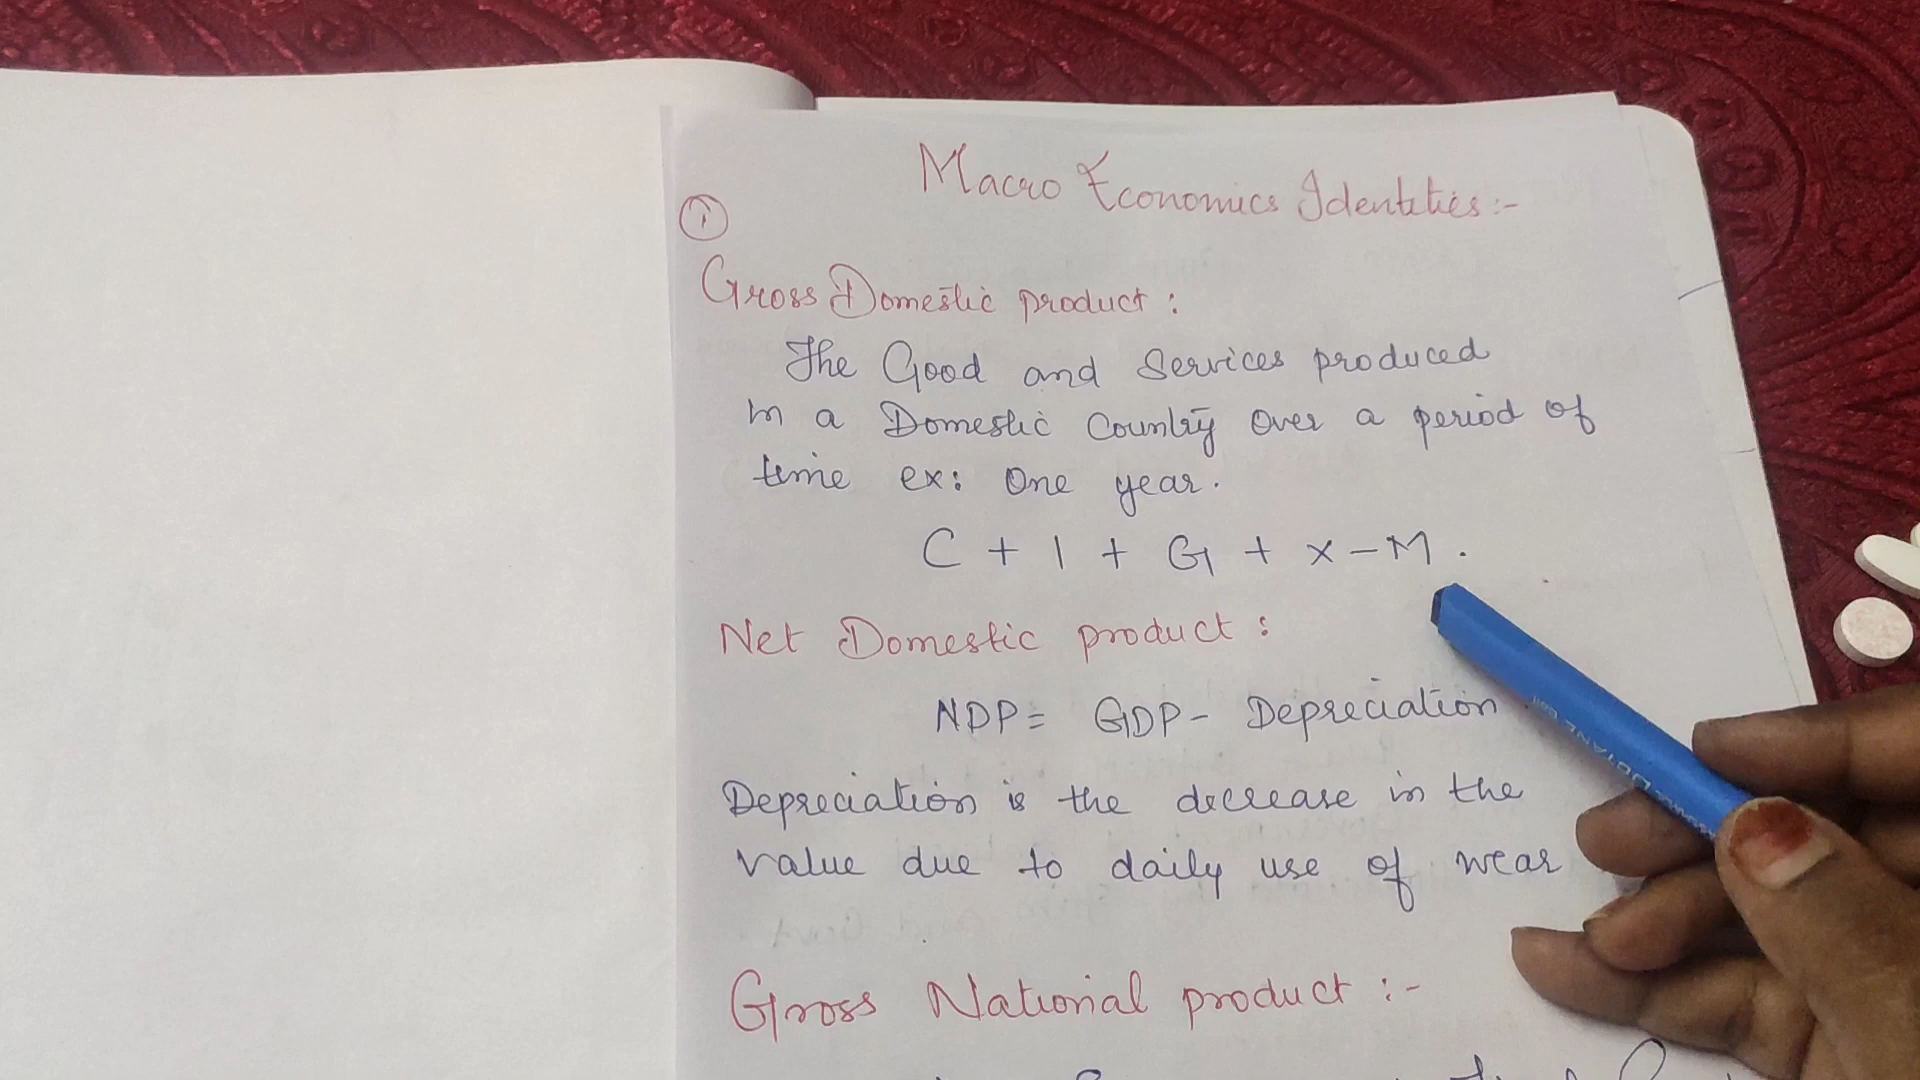 Macro Economics Identities :-
1
Gross Domestic product :
The Good and Services produced
in a Domestic Country over a period of
time ex: One year.
C + I + G + X - M .
Net Domestic product :
NDP = GDP - Depreciation
Depreciation is the decrease in the
value due to daily use of wear
Gross National product :-